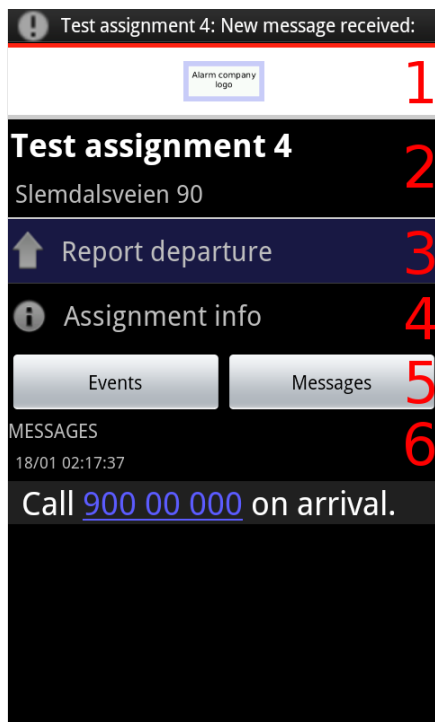 Test assignment 4: New message received:
Alarm company
logo
1
Test assignment 4
2
Slemdalsveien 90
Report departure 3
Assignment info 4
Events Messages 5
MESSAGES 6
18/01 02:17:37
Call 900 00 000 on arrival.